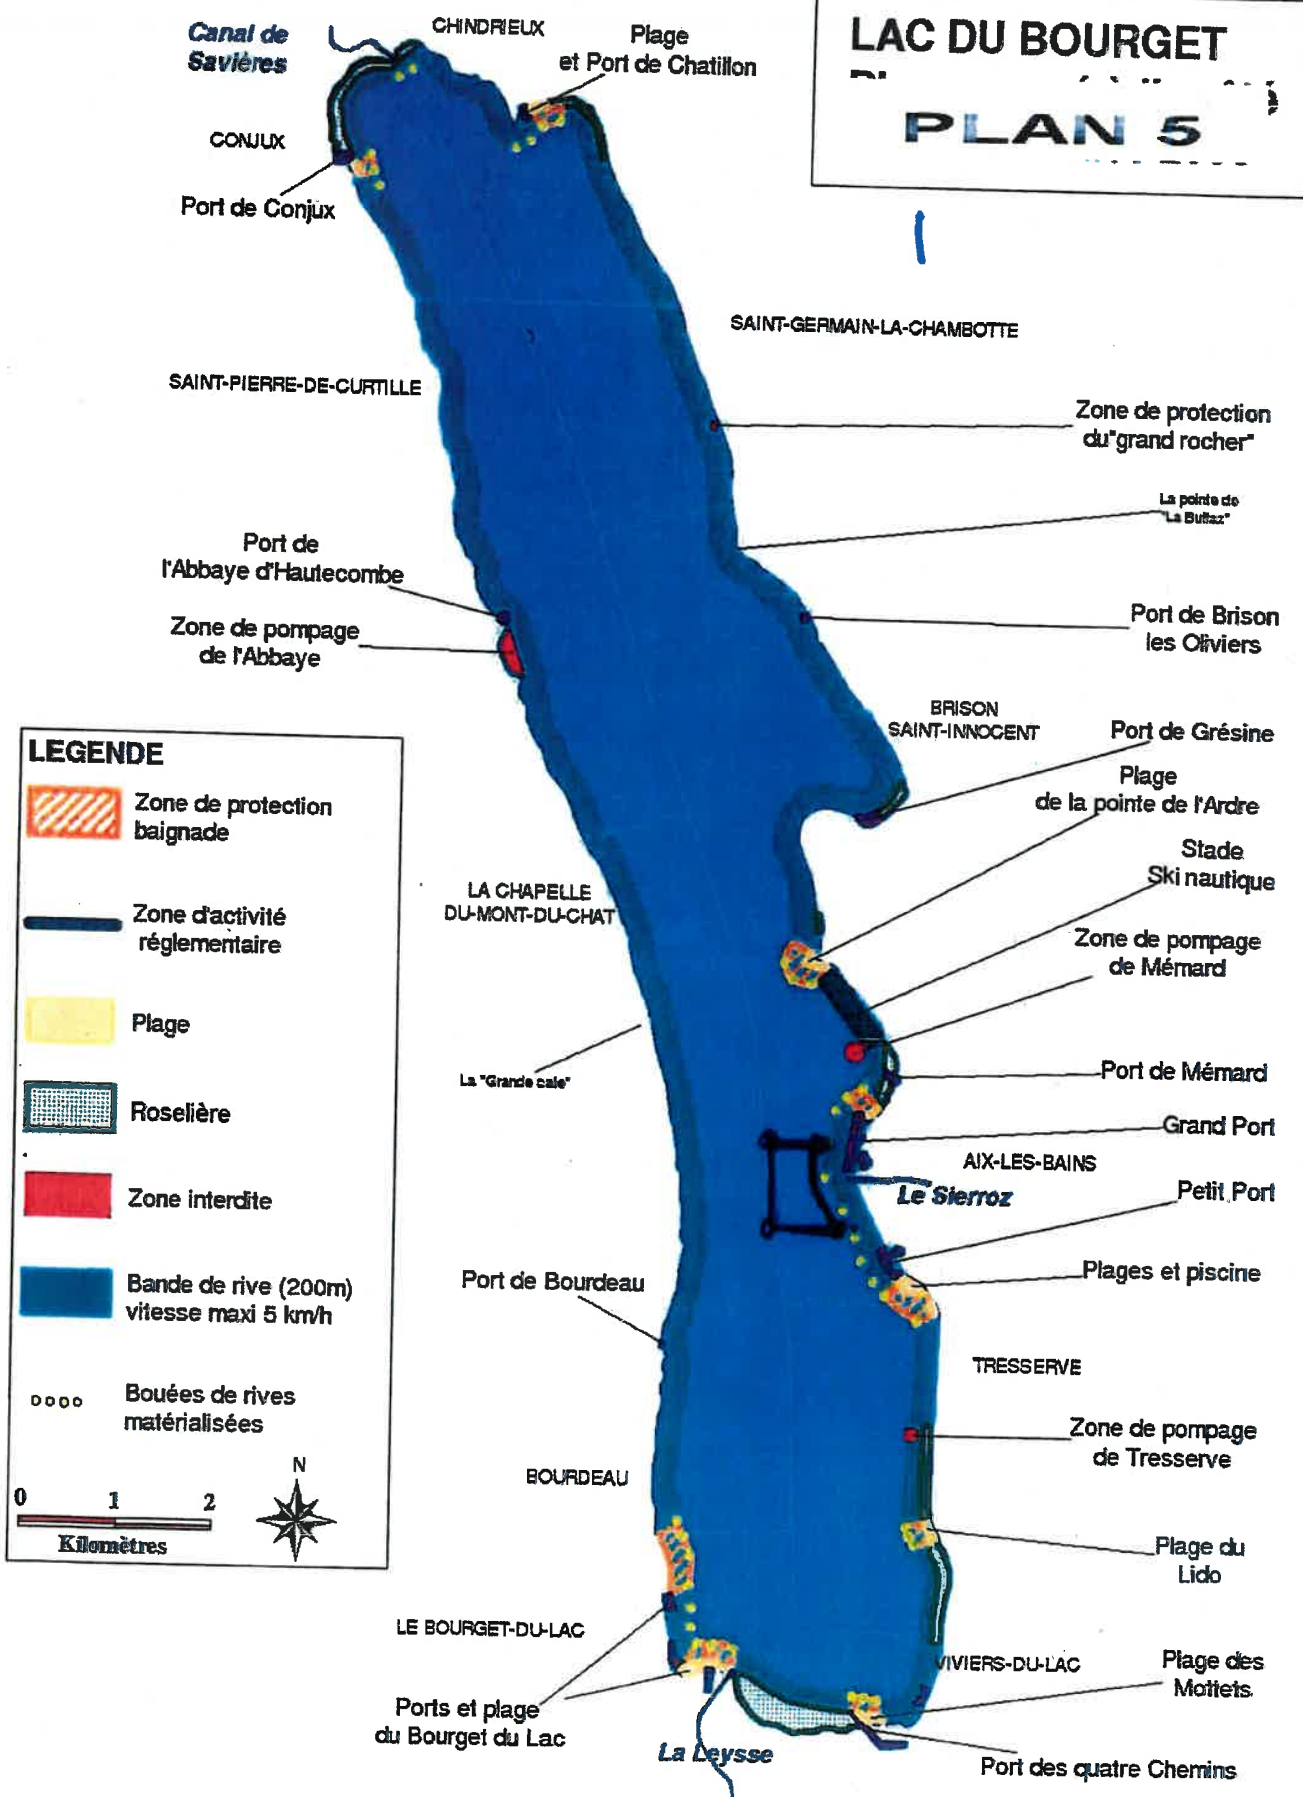 Canal de
Savières
CHINDRIEUX
Plage
et Port de Chatillon
LAC DU BOURGET
PLAN 5
CONJUX
Port de Conjux
SAINT-GERMAIN-LA-CHAMBOTTE
SAINT-PIERRE-DE-CURTILLE
Zone de protection
du"grand rocher"
La pointe de
Port de
l'Abbaye d'Hautecombe
Zone de pompage
de l'Abbaye
Port de Brison
les Oliviers
BRISON
SAINT-INNOCENT
Port de Grésine
Plage
de la pointe de l'Ardre
Stade
Ski nautique
LA CHAPELLE
DU-MONT-DU-CHAT
Zone de pompage
de Mémard
La "Grande cale"
Port de Mémard
Grand Port
AIX-LES-BAINS
Le Sierroz
Petit Port
Port de Bourdeau
Plages et piscine
TRESSERVE
Zone de pompage
de Tresserve
BOURDEAU
Plage du
Lido
LE BOURGET-DU-LAC
VIVIERS-DU-LAC
Plage des
Mottets
Ports et plage
du Bourget du Lac
La Leysse
Port des quatre Chemins
LEGENDE
Zone de protection
baignade
Zone d'activité
réglementaire
Plage
Roselière
Zone interdite
Bande de rive (200m)
vitesse maxi 5 km/h
Bouées de rives
matérialisées
N
0 1 2
Kilomètres